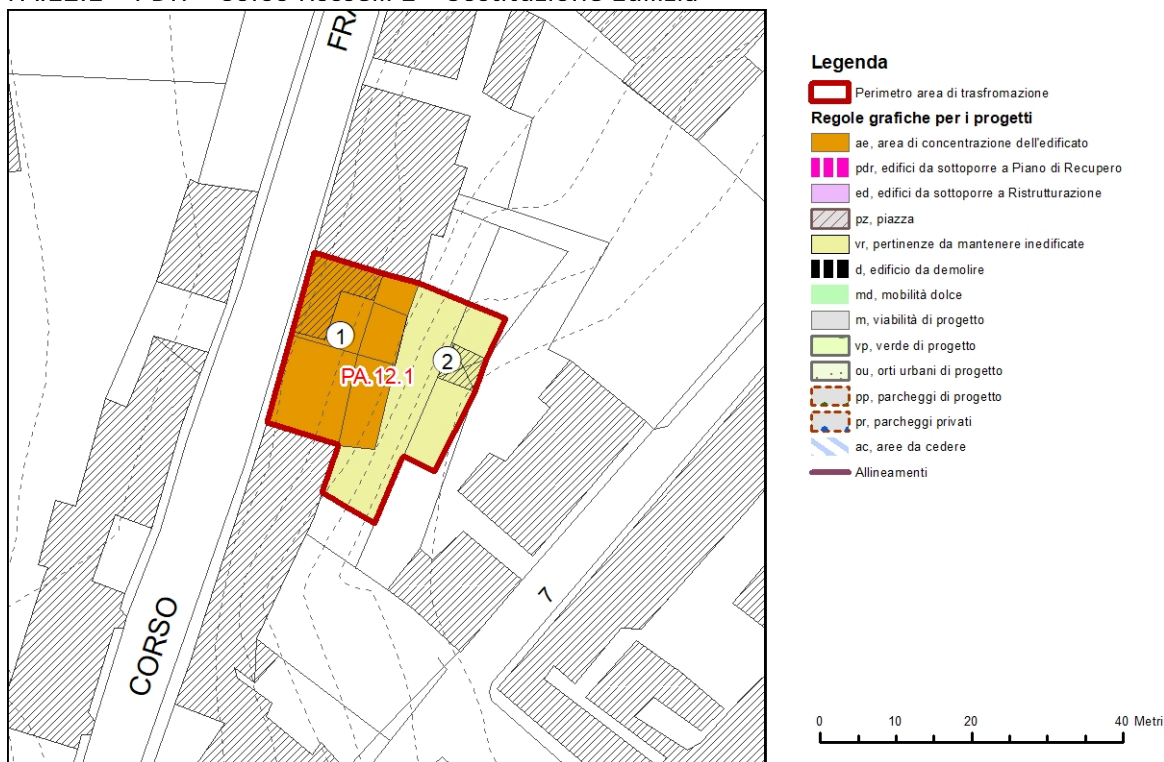 FRA
1
2
PA.12.1
CORSO
7
Legenda
Perimetro area di trasfromazione
Regole grafiche per i progetti
ae, area di concentrazione dell'edificato
pdr, edifici da sottoporre a Piano di Recupero
ed, edifici da sottoporre a Ristrutturazione
pz, piazza
vr, pertinenze da mantenere inedificate
d, edificio da demolire
md, mobilità dolce
m, viabilità di progetto
vp, verde di progetto
ou, orti urbani di progetto
pp, parcheggi di progetto
pr, parcheggi privati
ac, aree da cedere
Allineamenti
0 10 20 40 Metri